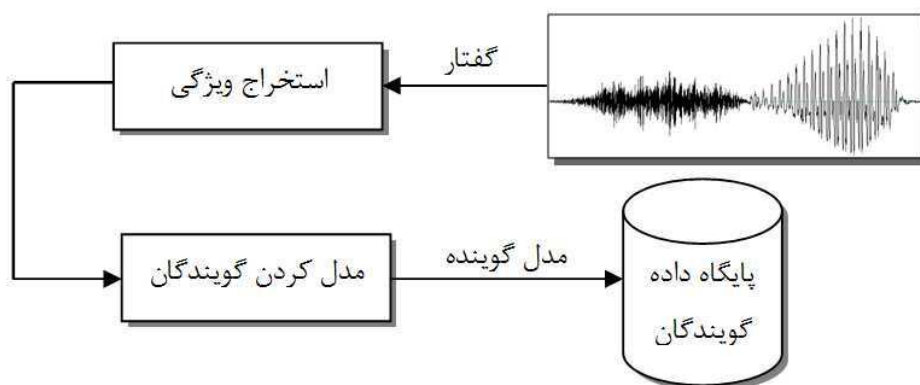 گفتار
استخراج ویژگی
مدل کردن گویندگان
مدل گوینده
پایگاه داده
گویندگان